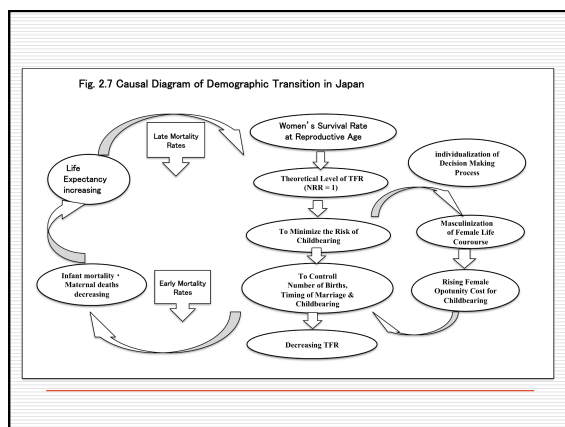 Fig. 2.7 Causal Diagram of Demographic Transition in Japan
Late Mortality
Rates
Women's Survival Rate
at Reproductive Age
individualization of
Decision Making
Process
Life
Expectancy
increasing
Theoretical Level of TFR
(NRR = 1)
To Minimize the Risk of
Childbearing
Masculinization
of Female Life
Courourse
Infant mortality・
Maternal deaths
decreasing
Early Mortality
Rates
To Controll
Number of Births,
Timing of Marriage &
Childbearing
Rising Female
Opotunity Cost for
Childbearing
Decreasing TFR